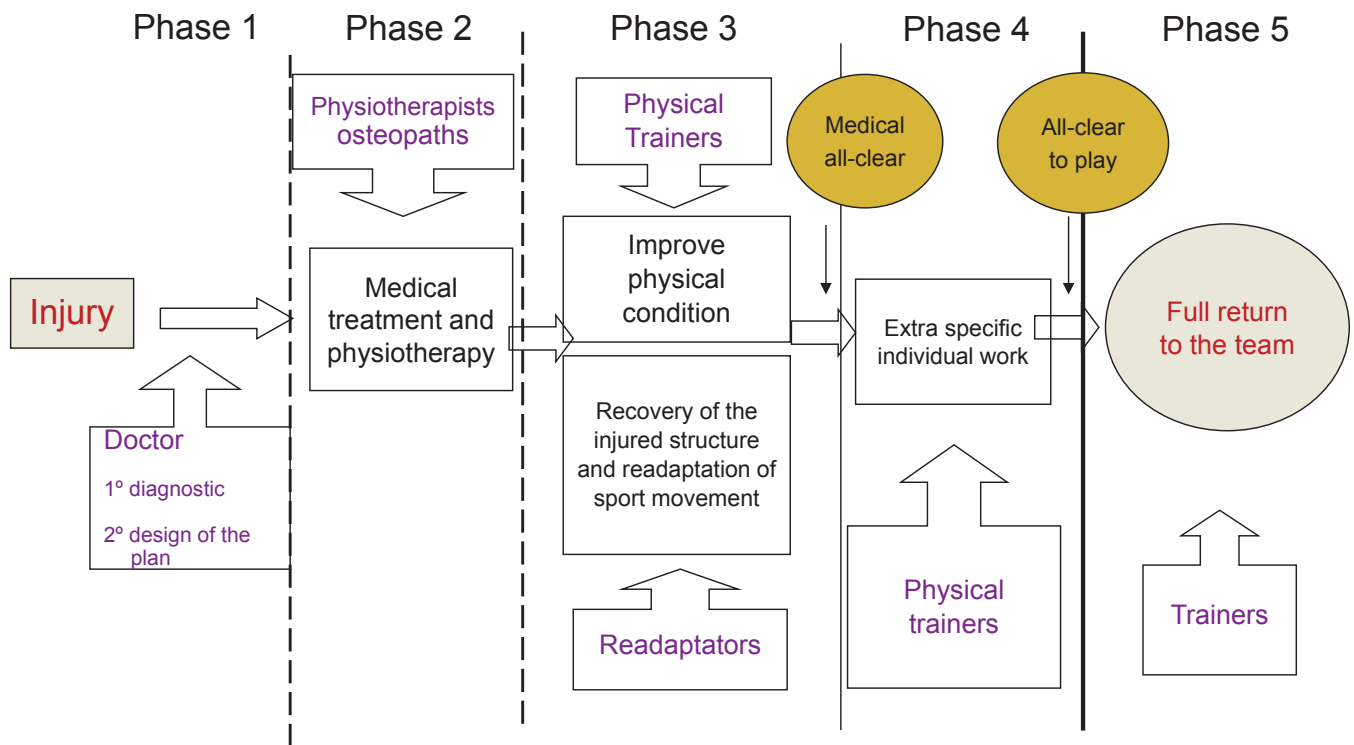 Phase 1
Phase 2
Phase 3
Phase 4
Phase 5
Physiotherapists
osteopaths
Physical
Trainers
Medical
all-clear
All-clear
to play
Injury
Medical
treatment and
physiotherapy
Improve
physical
condition
Extra specific
individual work
Full return
to the team
Doctor
1º diagnostic
2º design of the
plan
Recovery of the
injured structure
and readaptation of
sport movement
Readaptators
Physical
trainers
Trainers